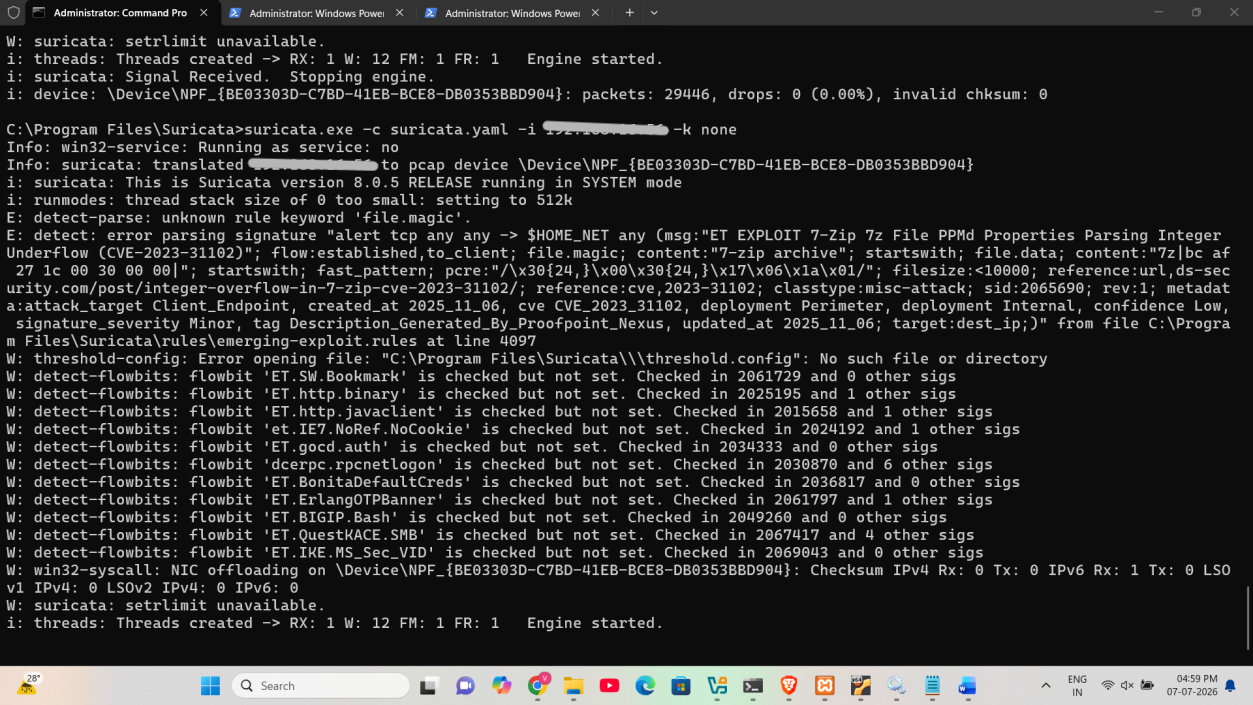 Administrator: Command Pro
Administrator: Windows Power
Administrator: Windows Power
W: suricata: setrlimit unavailable.
i: threads: Threads created -> RX: 1 W: 12 FM: 1 FR: 1   Engine started.
i: suricata: Signal Received.  Stopping engine.
i: device: \Device\NPF_{BE03303D-C7BD-41EB-BCE8-DB0353BBD904}: packets: 29446, drops: 0 (0.00%), invalid chksum: 0
C:\Program Files\Suricata>suricata.exe -c suricata.yaml -i -k none
Info: win32-service: Running as service: no
Info: suricata: translated to pcap device \Device\NPF_{BE03303D-C7BD-41EB-BCE8-DB0353BBD904}
i: suricata: This is Suricata version 8.0.5 RELEASE running in SYSTEM mode
i: runmodes: thread stack size of 0 too small: setting to 512k
E: detect-parse: unknown rule keyword 'file.magic'.
E: detect: error parsing signature "alert tcp any any -> $HOME_NET any (msg:"ET EXPLOIT 7-Zip 7z File PPMd Properties Parsing Integer
Underflow (CVE-2023-31102)"; flow:established,to_client; file.magic; content:"7-zip archive"; startswith; file.data; content:"7z|bc af
27 1c 00 30 00 00|"; startswith; fast_pattern; pcre:"/\x30{24,}\x00\x30{24,}\x17\x06\x1a\x01/"; filesize:<10000; reference:url,ds-sec
urity.com/post/integer-overflow-in-7-zip-cve-2023-31102/; reference:cve,2023-31102; classtype:misc-attack; sid:2065690; rev:1; metadat
a:attack_target Client_Endpoint, created_at 2025_11_06, cve CVE_2023_31102, deployment Perimeter, deployment Internal, confidence Low,
signature_severity Minor, tag Description_Generated_By_Proofpoint_Nexus, updated_at 2025_11_06; target:dest_ip;)" from file C:\Progra
m Files\Suricata\rules\emerging-exploit.rules at line 4097
W: threshold-config: Error opening file: "C:\Program Files\Suricata\\\threshold.config": No such file or directory
W: detect-flowbits: flowbit 'ET.SW.Bookmark' is checked but not set. Checked in 2061729 and 0 other sigs
W: detect-flowbits: flowbit 'ET.http.binary' is checked but not set. Checked in 2025195 and 1 other sigs
W: detect-flowbits: flowbit 'ET.http.javaclient' is checked but not set. Checked in 2015658 and 1 other sigs
W: detect-flowbits: flowbit 'et.IE7.NoRef.NoCookie' is checked but not set. Checked in 2024192 and 1 other sigs
W: detect-flowbits: flowbit 'ET.gocd.auth' is checked but not set. Checked in 2034333 and 0 other sigs
W: detect-flowbits: flowbit 'dcerpc.rpcnetlogon' is checked but not set. Checked in 2030870 and 6 other sigs
W: detect-flowbits: flowbit 'ET.BonitaDefaultCreds' is checked but not set. Checked in 2036817 and 0 other sigs
W: detect-flowbits: flowbit 'ET.ErlangOTPBanner' is checked but not set. Checked in 2061797 and 1 other sigs
W: detect-flowbits: flowbit 'ET.BIGIP.Bash' is checked but not set. Checked in 2049260 and 0 other sigs
W: detect-flowbits: flowbit 'ET.QuestKACE.SMB' is checked but not set. Checked in 2067417 and 4 other sigs
W: detect-flowbits: flowbit 'ET.IKE.MS_Sec_VID' is checked but not set. Checked in 2069043 and 0 other sigs
W: win32-syscall: NIC offloading on \Device\NPF_{BE03303D-C7BD-41EB-BCE8-DB0353BBD904}: Checksum IPv4 Rx: 0 Tx: 0 IPv6 Rx: 1 Tx: 0 LSO
v1 IPv4: 0 LSOv2 IPv4: 0 IPv6: 0
W: suricata: setrlimit unavailable.
i: threads: Threads created -> RX: 1 W: 12 FM: 1 FR: 1   Engine started.
28°
Search
ENG
IN
04:59 PM
07-07-2026